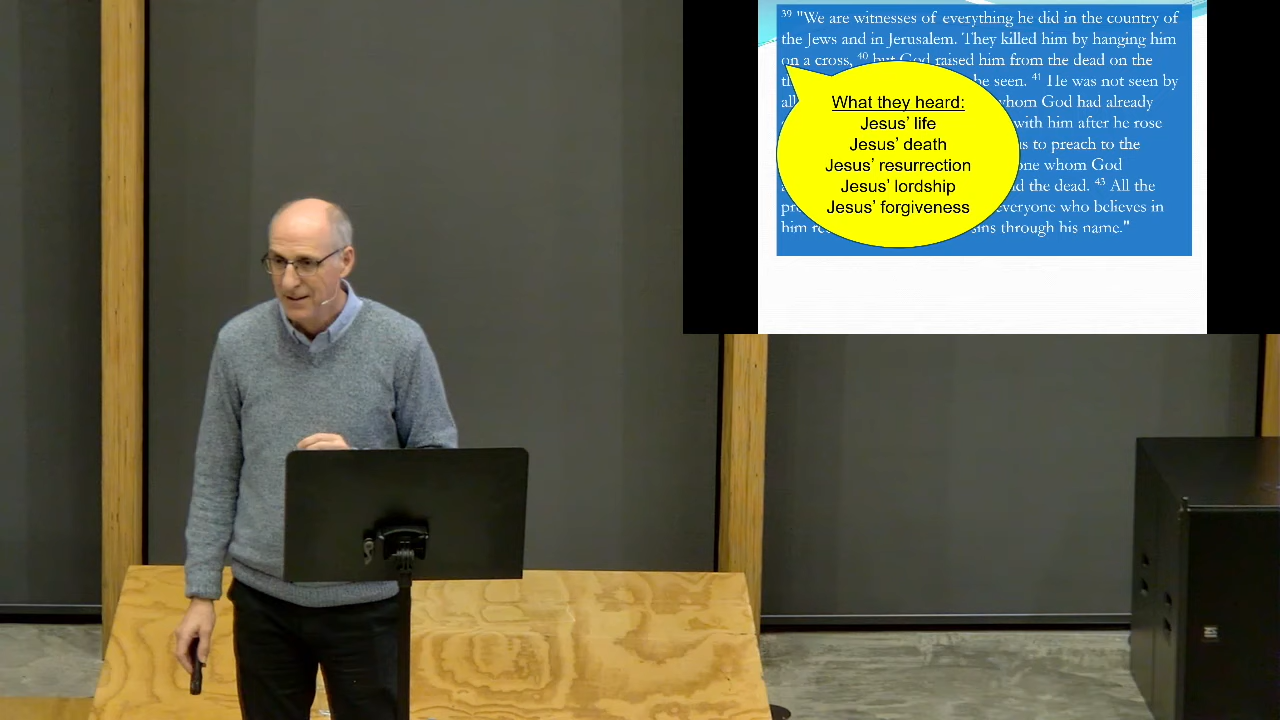 39 "We are witnesses of everything he did in the country of
the Jews and in Jerusalem. They killed him by hanging him
on a cross, 40 but God raised him from the dead on the
be seen. 41 He was not seen by
all whom God had already
with him after he rose
us to preach to the
one whom God
the dead. 43 All the
everyone who believes in
him sins through his name."
What they heard:
Jesus' life
Jesus' death
Jesus' resurrection
Jesus' lordship
Jesus' forgiveness